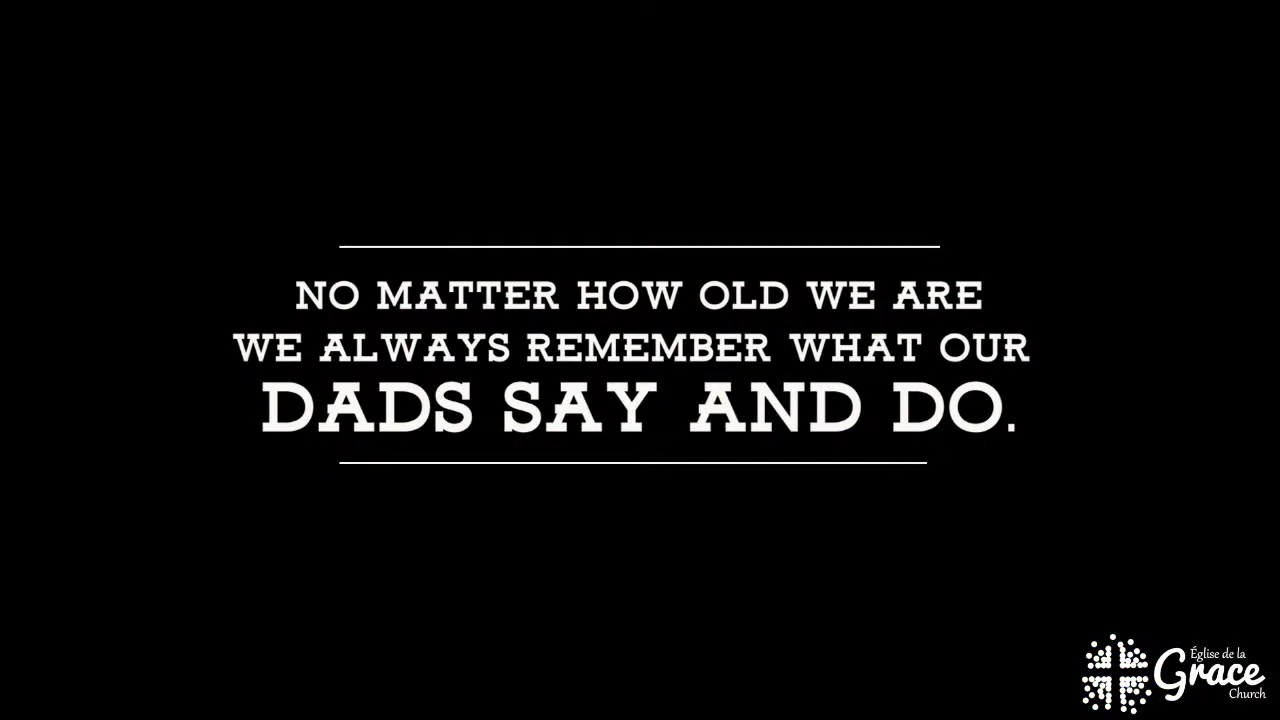 NO MATTER HOW OLD WE ARE
WE ALWAYS REMEMBER WHAT OUR
DADS SAY AND DO.
Église de la
Grace
Church